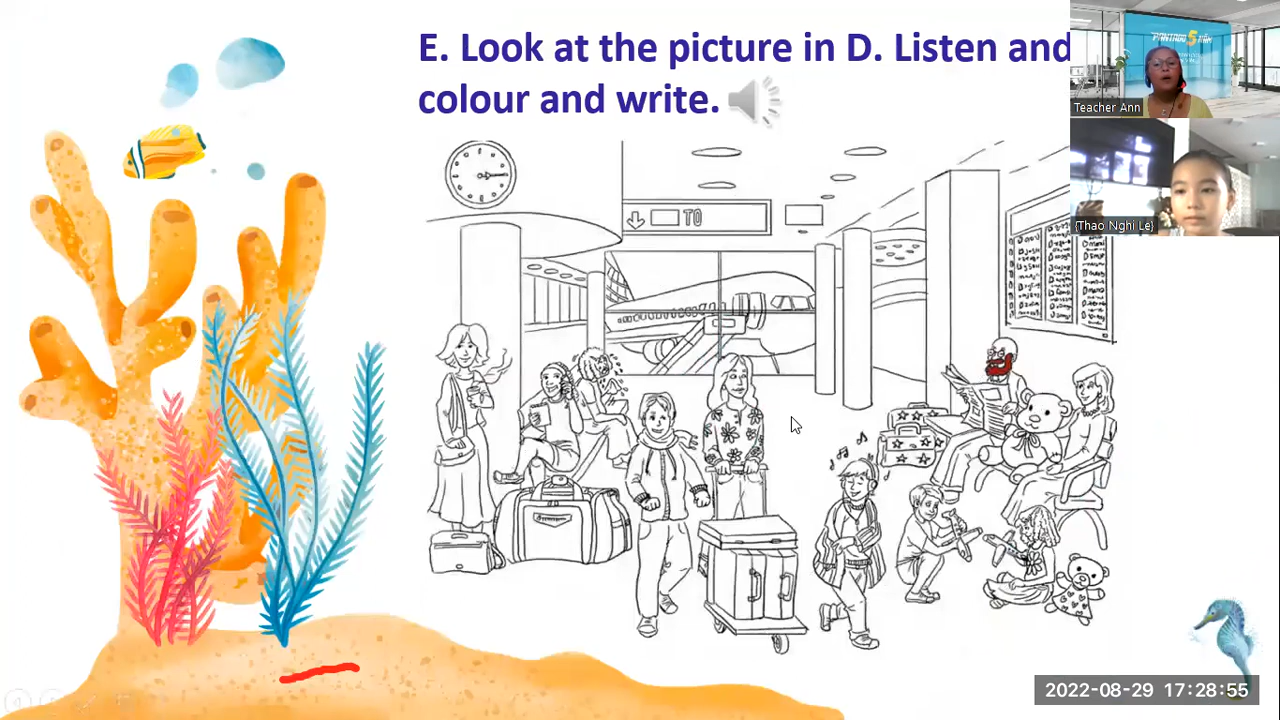 E. Look at the picture in D. Listen and
colour and write.
TO
Teacher Ann
{Thao Nghi Le}
2022-08-29 17:28:55